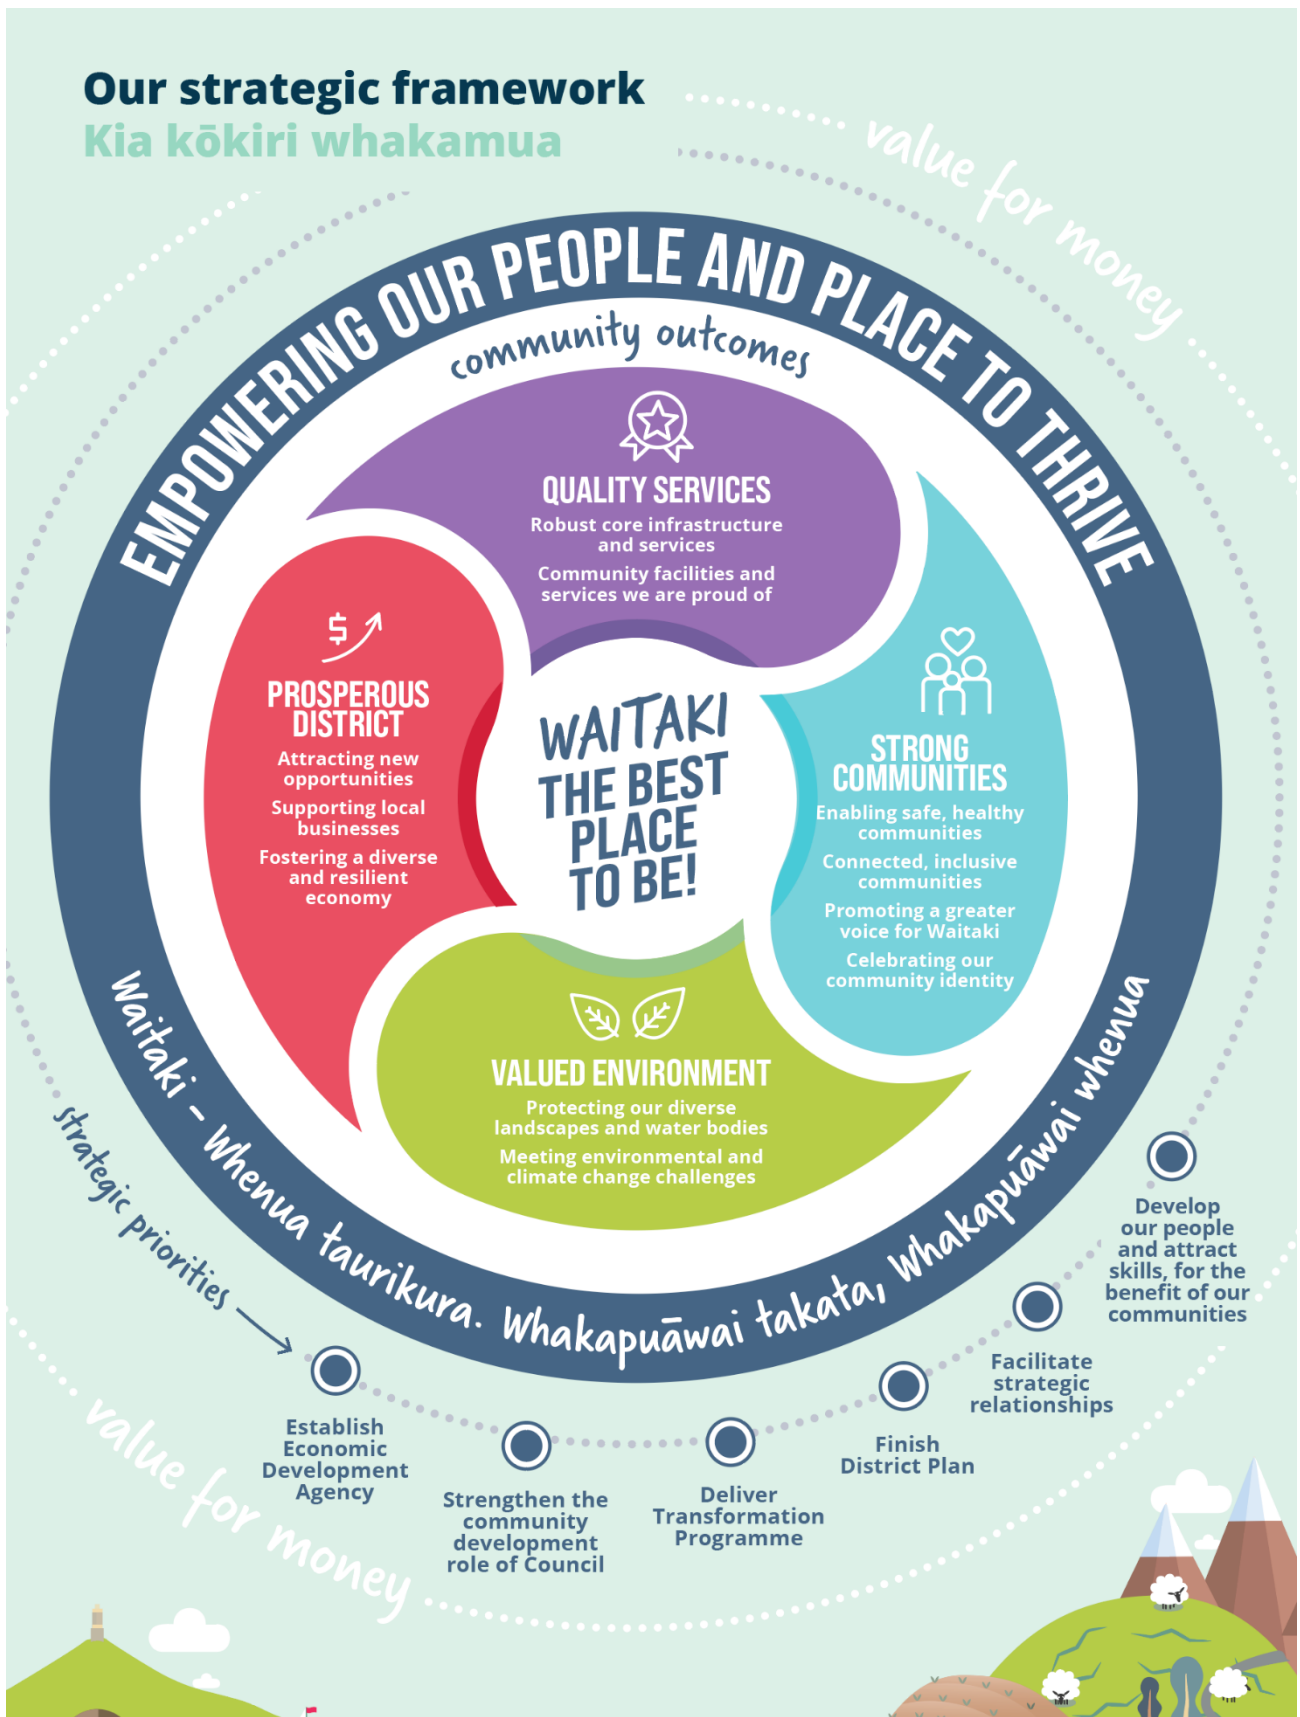 Our strategic framework
Kia kōkiri whakamua
value for money
EMPOWERING OUR PEOPLE AND PLACE TO THRIVE
community outcomes
QUALITY SERVICES
Robust core infrastructure
and services
Community facilities and
services we are proud of
PROSPEROUS
DISTRICT
Attracting new
opportunities
Supporting local
businesses
Fostering a diverse
and resilient
economy
WAITAKI
THE BEST
PLACE
TO BE!
STRONG
COMMUNITIES
Enabling safe, healthy
communities
Connected, inclusive
communities
Promoting a greater
voice for Waitaki
Celebrating our
community identity
VALUED ENVIRONMENT
Protecting our diverse
landscapes and water bodies
Meeting environmental and
climate change challenges
Waitaki – Whenua taurikura. Whakapuāwai takata, Whakapuāwai whenua
strategic priorities
Establish
Economic
Development
Agency
Strengthen the
community
development
role of Council
Deliver
Transformation
Programme
Finish
District Plan
Facilitate
strategic
relationships
Develop
our people
and attract
skills, for the
benefit of our
communities
value for money